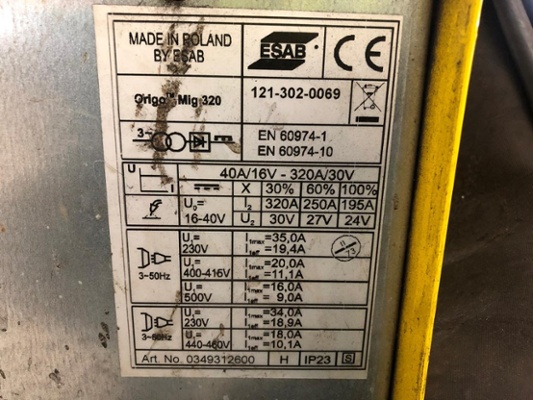 MADE IN POLAND
BY ESAB
ESAB
CE
Origo™ Mig 320
121-302-0069
3~
EN 60974-1
EN 60974-10
40A/16V - 320A/30V
U
X 30% 60% 100%
U₀=
16-40V
I₂ 320A 250A 195A
U₂ 30V 27V 24V
3~50Hz
U₁=
230V
I1max=35,0A
I1eff=19,4A
U₁=
400-416V
I1max=20,0A
I1eff=11,1A
U₁=
500V
I1max=16,0A
I1eff= 9,0A
3~60Hz
U₁=
230V
I1max=34,0A
I1eff=18,9A
U₁=
440-460V
I1max=18,0A
I1eff=10,1A
Art. No. 0349312600 H IP23 S